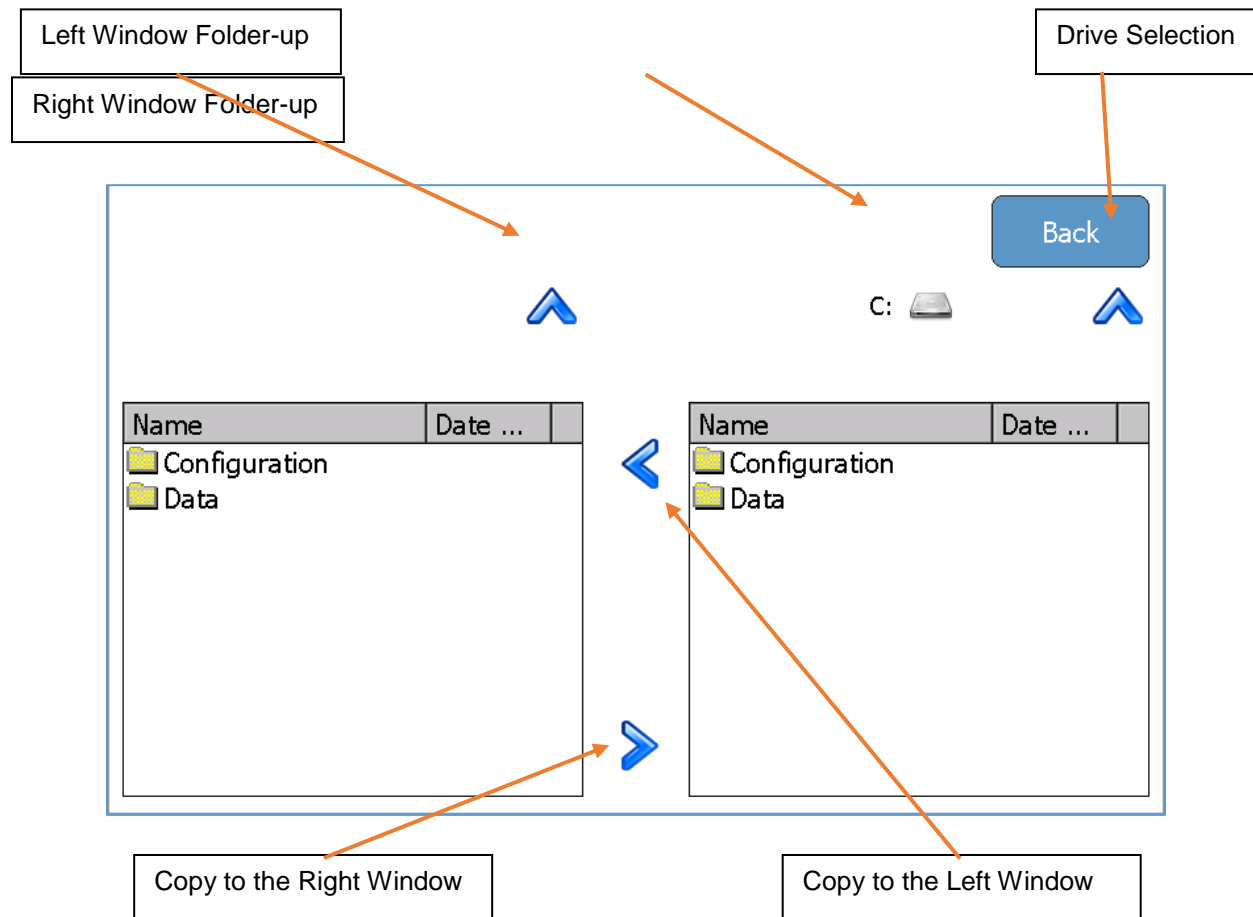 Left Window Folder-up
Drive Selection
Right Window Folder-up
Back
C:
Name Date ...
Name Date ...
Configuration
Configuration
Data
Data
Copy to the Right Window
Copy to the Left Window